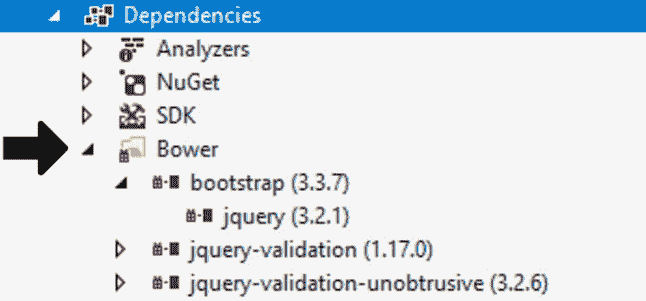 Dependencies
Analyzers
NuGet
SDK
Bower
bootstrap (3.3.7)
jquery (3.2.1)
jquery-validation (1.17.0)
jquery-validation-unobtrusive (3.2.6)